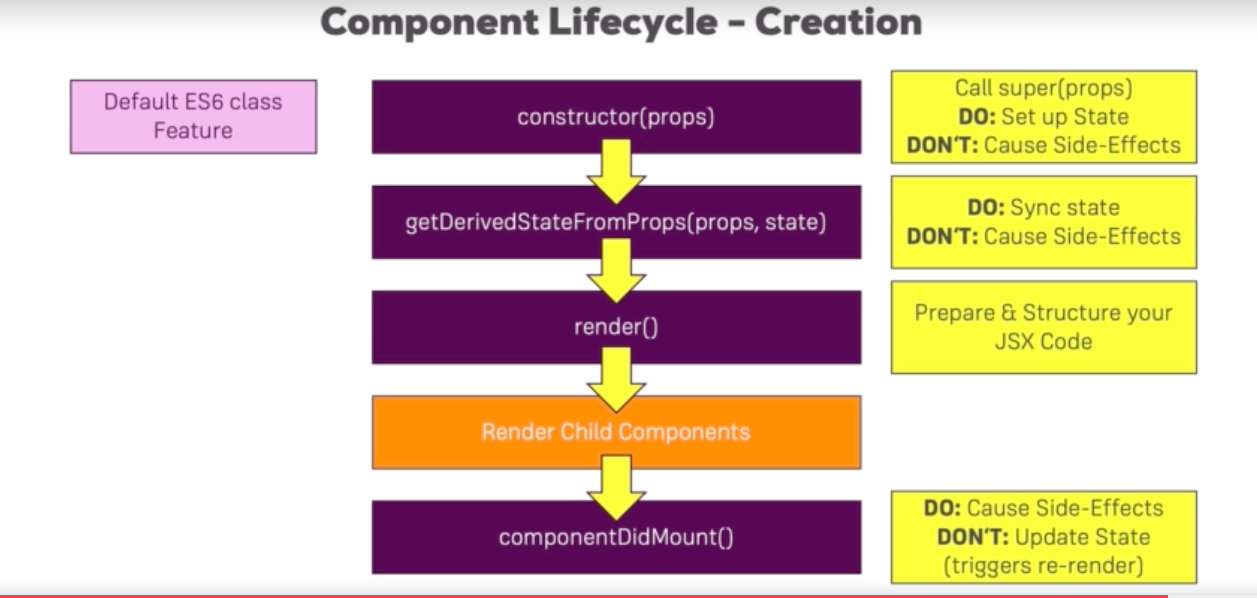 Component Lifecycle – Creation
Default ES6 class
Feature
constructor(props)
Call super(props)
DO: Set up State
DON'T: Cause Side-Effects
getDerivedStateFromProps(props, state)
DO: Sync state
DON'T: Cause Side-Effects
render()
Prepare & Structure your
JSX Code
Render Child Components
componentDidMount()
DO: Cause Side-Effects
DON'T: Update State
(triggers re-render)